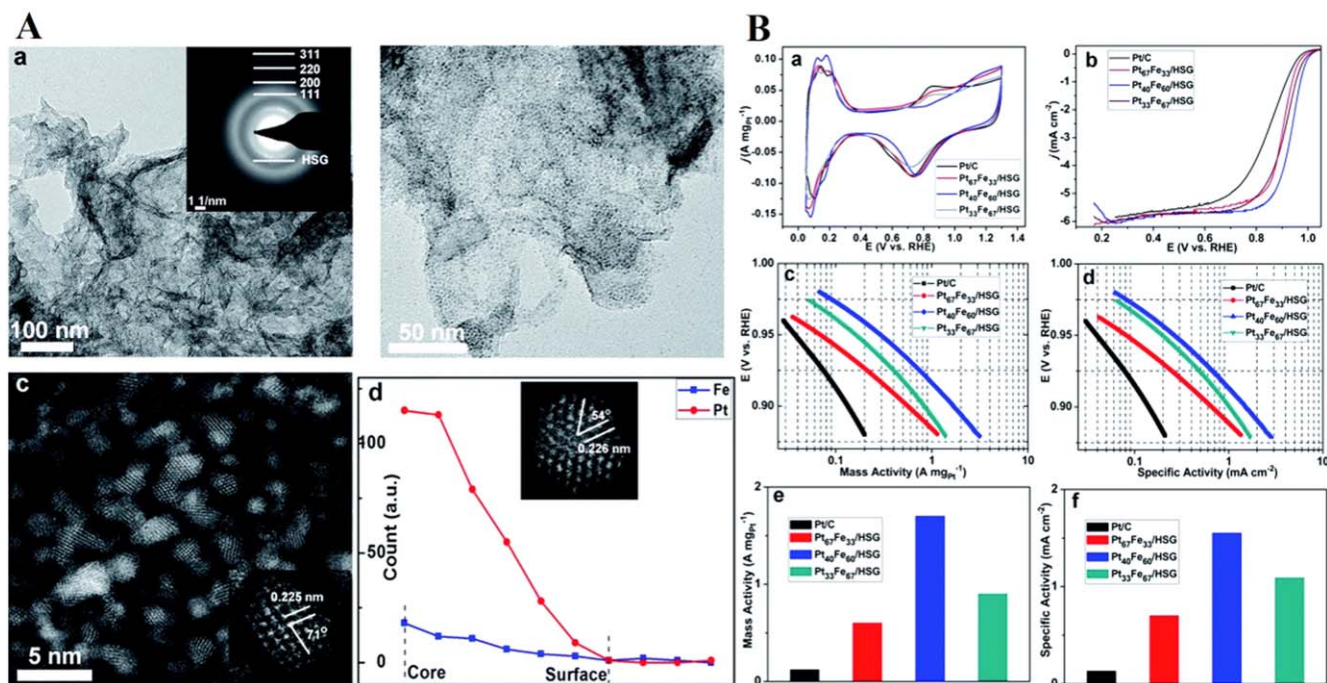 A
a
311
220
200
111
HSG
1 1/nm
100 nm
b
50 nm
c
0.225 nm
71°
5 nm
d
Fe
Pt
54°
0.226 nm
Count (a.u.)
100
50
0
Core
Surface
B
a
j (A mgPt-1)
0.10
0.05
0.00
-0.05
-0.10
-0.15
Pt/C
Pt67Fe33/HSG
Pt40Fe60/HSG
Pt33Fe67/HSG
0.0 0.2 0.4 0.6 0.8 1.0 1.2 1.4
E (V vs. RHE)
b
j (mA cm-2)
0
-1
-2
-3
-4
-5
-6
Pt/C
Pt67Fe33/HSG
Pt40Fe60/HSG
Pt33Fe67/HSG
0.2 0.4 0.6 0.8 1.0
E (V vs. RHE)
c
E (V vs. RHE)
1.00
0.95
0.90
Pt/C
Pt67Fe33/HSG
Pt40Fe60/HSG
Pt33Fe67/HSG
0.1 1 10
Mass Activity (A mgPt-1)
d
E (V vs. RHE)
1.00
0.95
0.90
Pt/C
Pt67Fe33/HSG
Pt40Fe60/HSG
Pt33Fe67/HSG
0.1 1 10
Specific Activity (mA cm-2)
e
Mass Activity (A mgPt-1)
2
1
0
Pt/C
Pt67Fe33/HSG
Pt40Fe60/HSG
Pt33Fe67/HSG
f
Specific Activity (mA cm-2)
2
1
0
Pt/C
Pt67Fe33/HSG
Pt40Fe60/HSG
Pt33Fe67/HSG